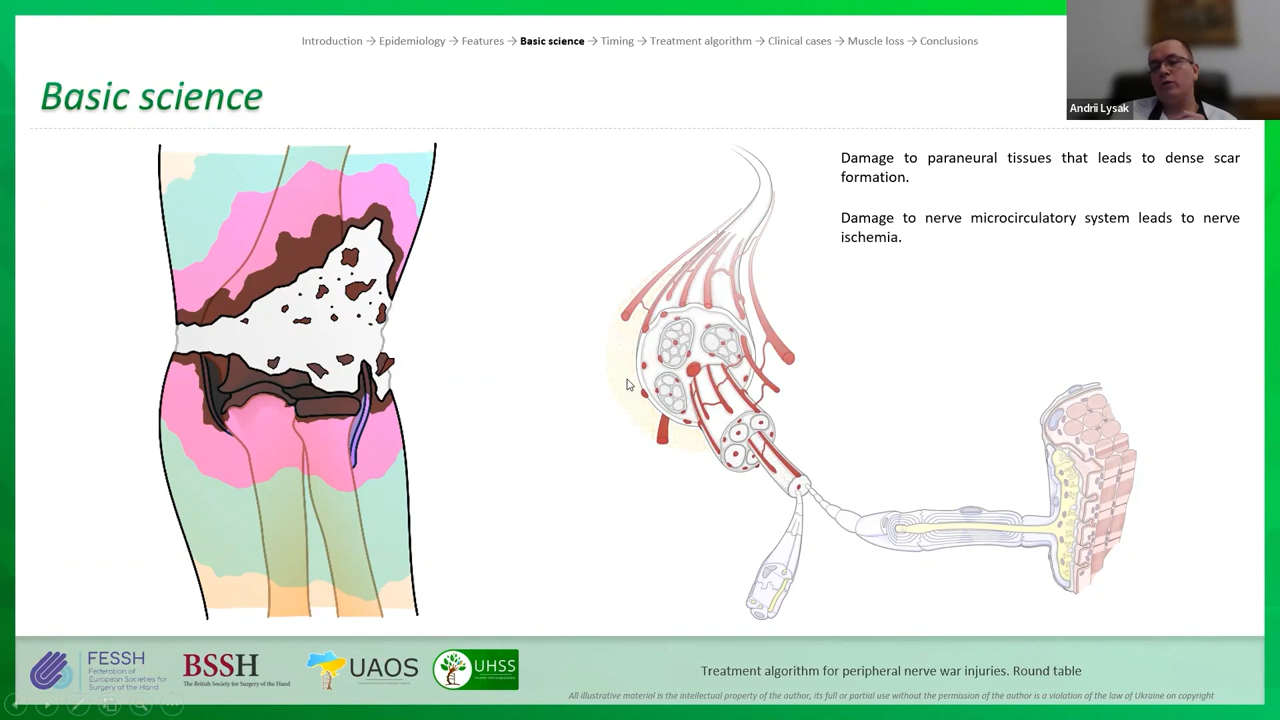 Introduction → Epidemiology → Features → Basic science → Timing → Treatment algorithm → Clinical cases → Muscle loss → Conclusions
Andrii Lysak
Basic science
Damage to paraneural tissues that leads to dense scar
formation.
Damage to nerve microcirculatory system leads to nerve
ischemia.
FESSH
Federation of
European Societies for
Surgery of the Hand
BSSH
The British Society for Surgery of the Hand
UAOS
UHSS
Treatment algorithm for peripheral nerve war injuries. Round table
All illustrative material is the intellectual property of the author, its full or partial use without the permission of the author is a violation of the law of Ukraine on copyright